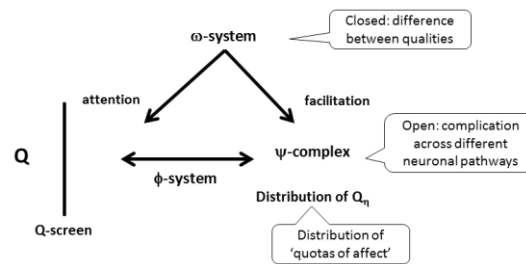 Closed: difference
between qualities
ω-system
attention
facilitation
Q
Open: complication
across different
neuronal pathways
ψ-complex
ϕ-system
Distribution of Qη
Q-screen
Distribution of
‘quotas of affect’